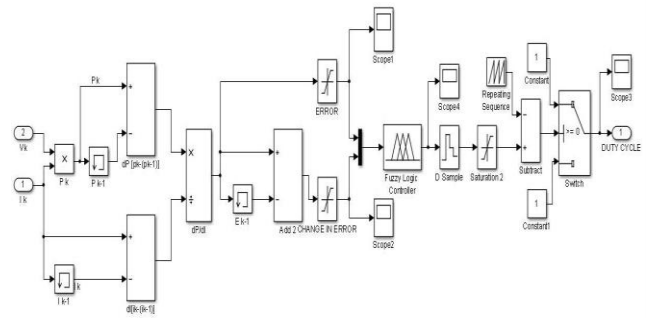 Pk
+
-
dP[pk-(pk-1)]
2
Vk
×
P k
P k-1
1
I k
+
-
I k-1
Ik
dI[ik-(ik-1)]
×
÷
dP/dI
ERROR
Scope1
E k-1
+
-
Add 2
CHANGE IN ERROR
Scope2
Fuzzy Logic
Controller
Scope4
D Sample
Saturation 2
Repeating
Sequence
-
+
Subtract
1
Constant
1
Constant1
>= 0
Switch
Scope3
1
DUTY CYCLE